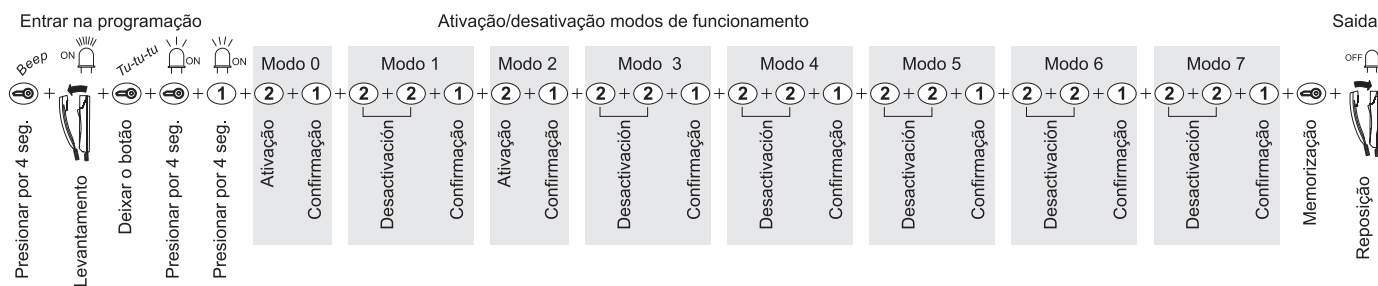 Entrar na programação
Ativação/desativação modos de funcionamento
Saida
Beep
ON
Tu-tu-tu
ON
ON
OFF
Modo 0
Modo 1
Modo 2
Modo 3
Modo 4
Modo 5
Modo 6
Modo 7
+ + + + 1 + 2 + 1 + 2 + 2 + 1 + 2 + 1 + 2 + 2 + 1 + 2 + 2 + 1 + 2 + 2 + 1 + 2 + 2 + 1 + 2 + 2 + 1 + +
Presionar por 4 seg.
Levantamento
Deixar o botão
Presionar por 4 seg.
Presionar por 4 seg.
Ativação
Confirmação
Desactivación
Confirmação
Ativação
Confirmação
Desactivación
Confirmação
Desactivación
Confirmação
Desactivación
Confirmação
Desactivación
Confirmação
Desactivación
Confirmação
Memorização
Reposição